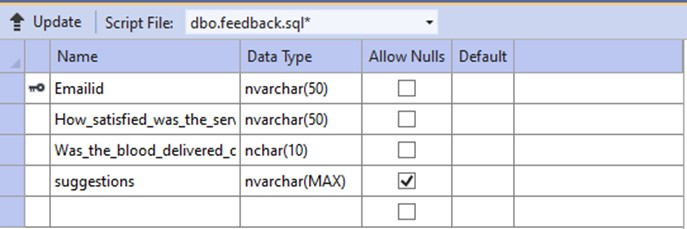 Update Script File: dbo.feedback.sql*
Name Data Type Allow Nulls Default
Emailid nvarchar(50)
How_satisfied_was_the_ser nvarchar(50)
Was_the_blood_delivered_c nchar(10)
suggestions nvarchar(MAX)